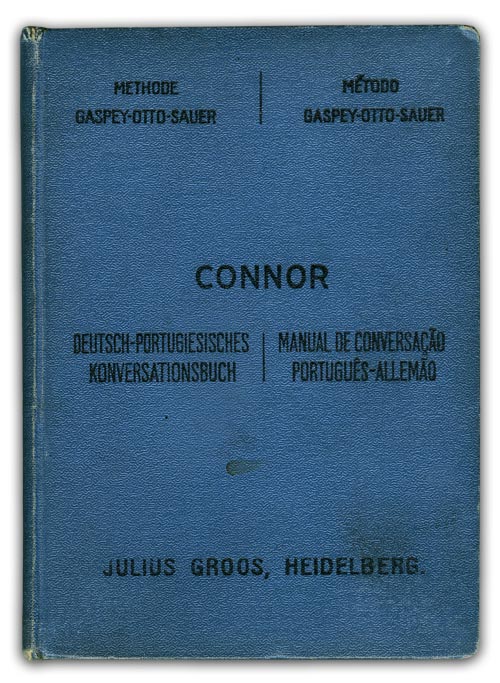 METHODE
GASPEY-OTTO-SAUER
MÉTODO
GASPEY-OTTO-SAUER
CONNOR
DEUTSCH-PORTUGIESISCHES
KONVERSATIONSBUCH
MANUAL DE CONVERSAÇÃO
PORTUGUÊS-ALLEMÃO
JULIUS GROOS, HEIDELBERG.